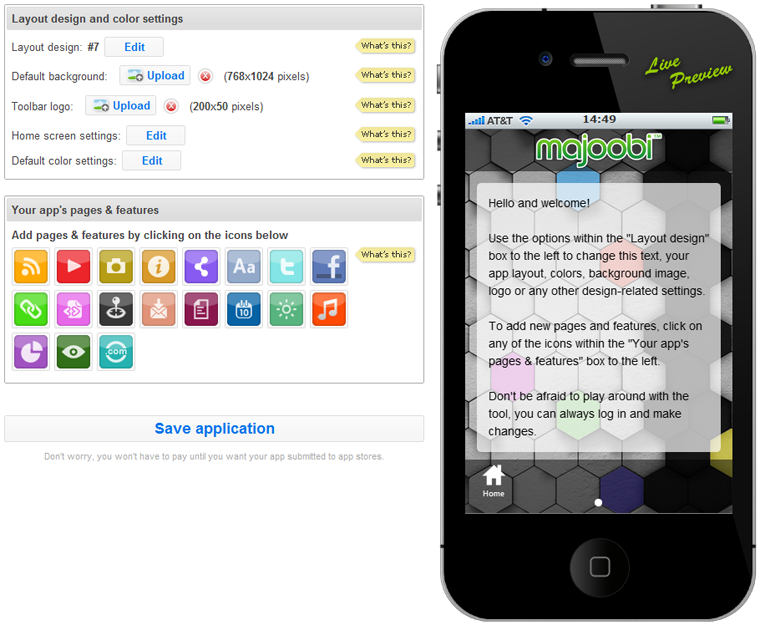 Layout design and color settings
Layout design: #7 Edit What's this?
Default background: Upload (768x1024 pixels) What's this?
Toolbar logo: Upload (200x50 pixels) What's this?
Home screen settings: Edit What's this?
Default color settings: Edit What's this?
Your app's pages & features
Add pages & features by clicking on the icons below
What's this?
Aa
10
.com
Save application
Don't worry, you won't have to pay until you want your app submitted to app stores.
Live
Preview
AT&T 14:49
majoobi
Hello and welcome!
Use the options within the "Layout design"
box to the left to change this text, your
app layout, colors, background image,
logo or any other design-related settings.
To add new pages and features, click on
any of the icons within the "Your app's
pages & features" box to the left.
Don't be afraid to play around with the
tool, you can always log in and make
changes.
Home